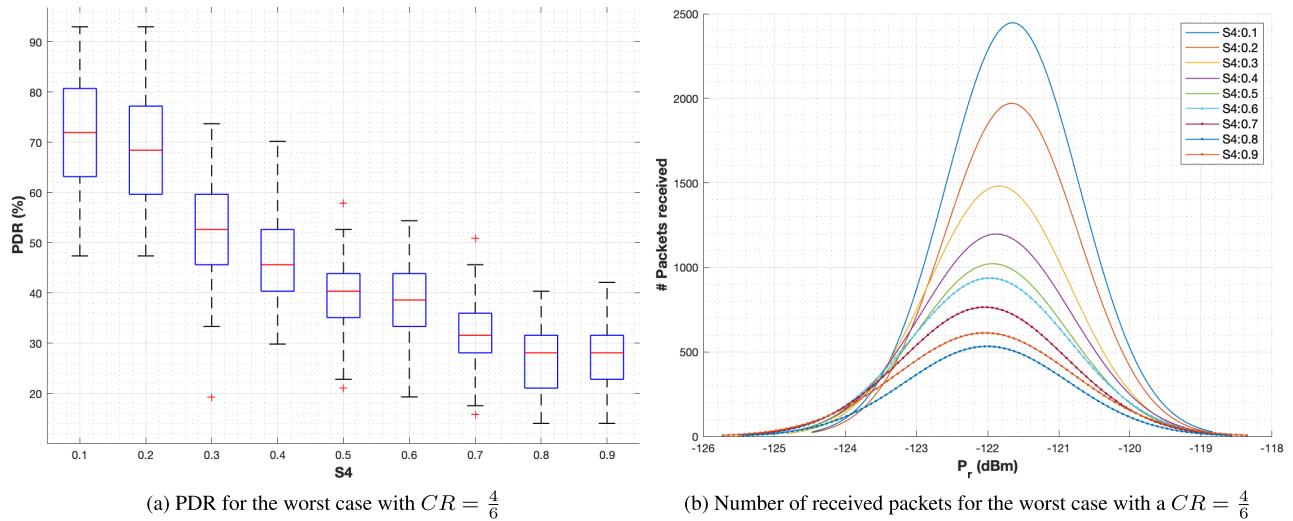 90
80
70
60
50
40
30
20
PDR (%)
0.1 0.2 0.3 0.4 0.5 0.6 0.7 0.8 0.9
S4
(a) PDR for the worst case with CR = 4/6
2500
2000
1500
1000
500
0
# Packets received
-126 -125 -124 -123 -122 -121 -120 -119 -118
P_r (dBm)
S4:0.1
S4:0.2
S4:0.3
S4:0.4
S4:0.5
S4:0.6
S4:0.7
S4:0.8
S4:0.9
(b) Number of received packets for the worst case with a CR = 4/6